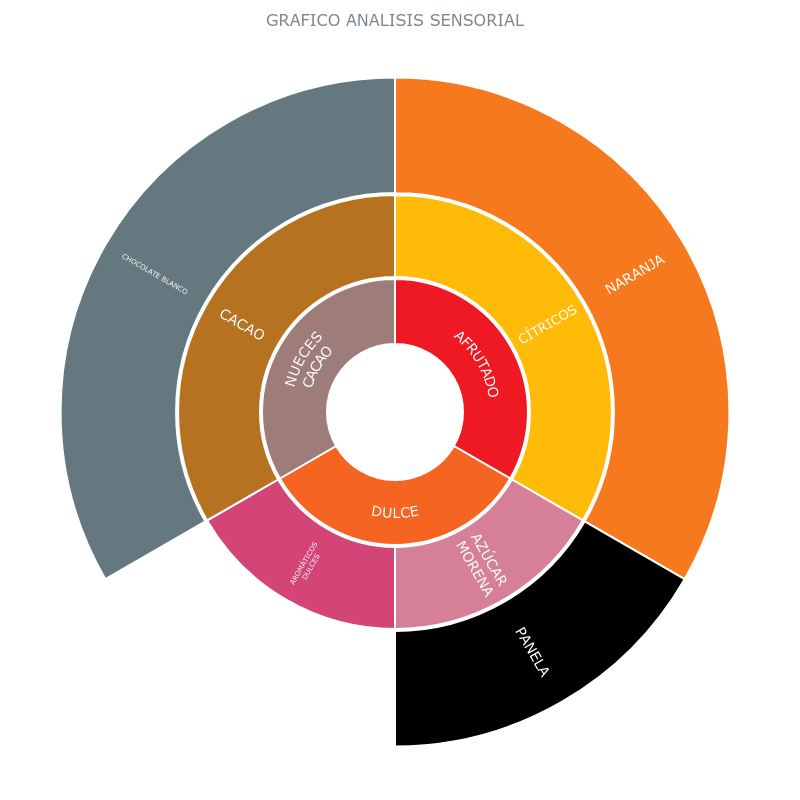 GRAFICO ANALISIS SENSORIAL
CHOCOLATE BLANCO
NARANJA
CACAO
CÍTRICOS
NUECES
CACAO
AFRUTADO
DULCE
AROMÁTICOS
DULCES
AZÚCAR
MORENA
PANELA